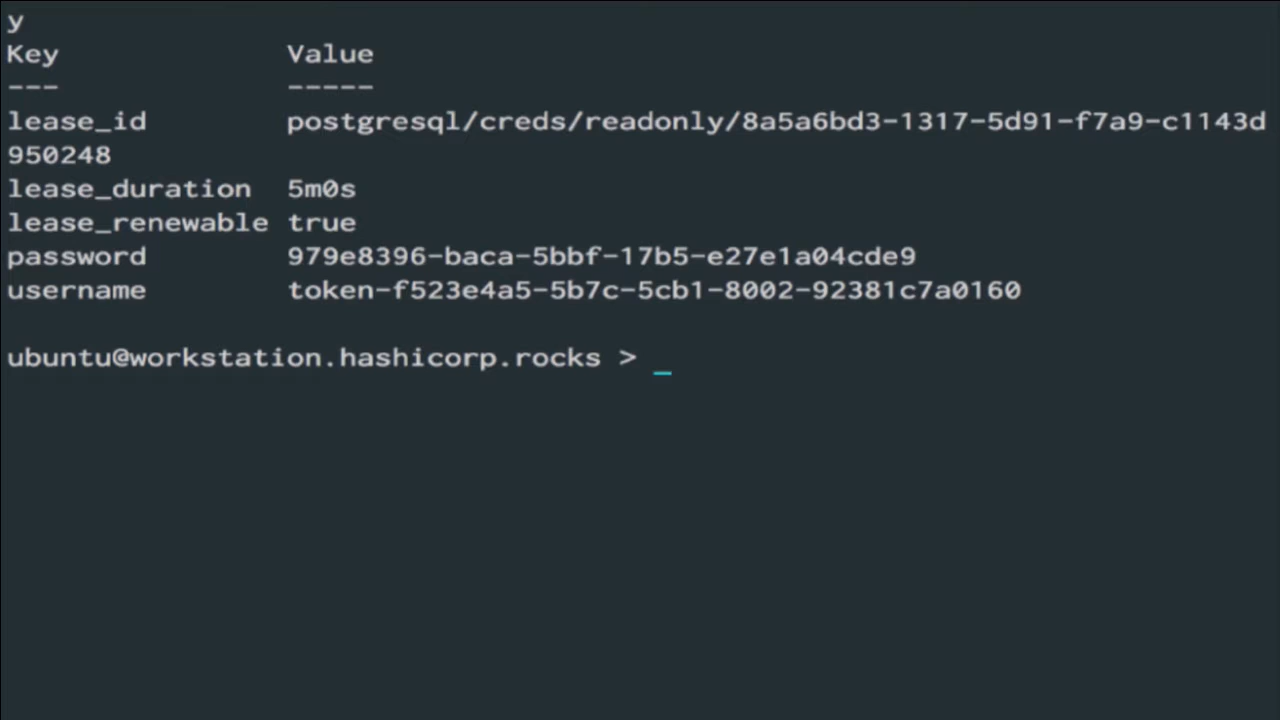 y
Key Value
--- -----
lease_id postgresql/creds/readonly/8a5a6bd3-1317-5d91-f7a9-c1143d
950248
lease_duration 5m0s
lease_renewable true
password 979e8396-baca-5bbf-17b5-e27e1a04cde9
username token-f523e4a5-5b7c-5cb1-8002-92381c7a0160
ubuntu@workstation.hashicorp.rocks > _